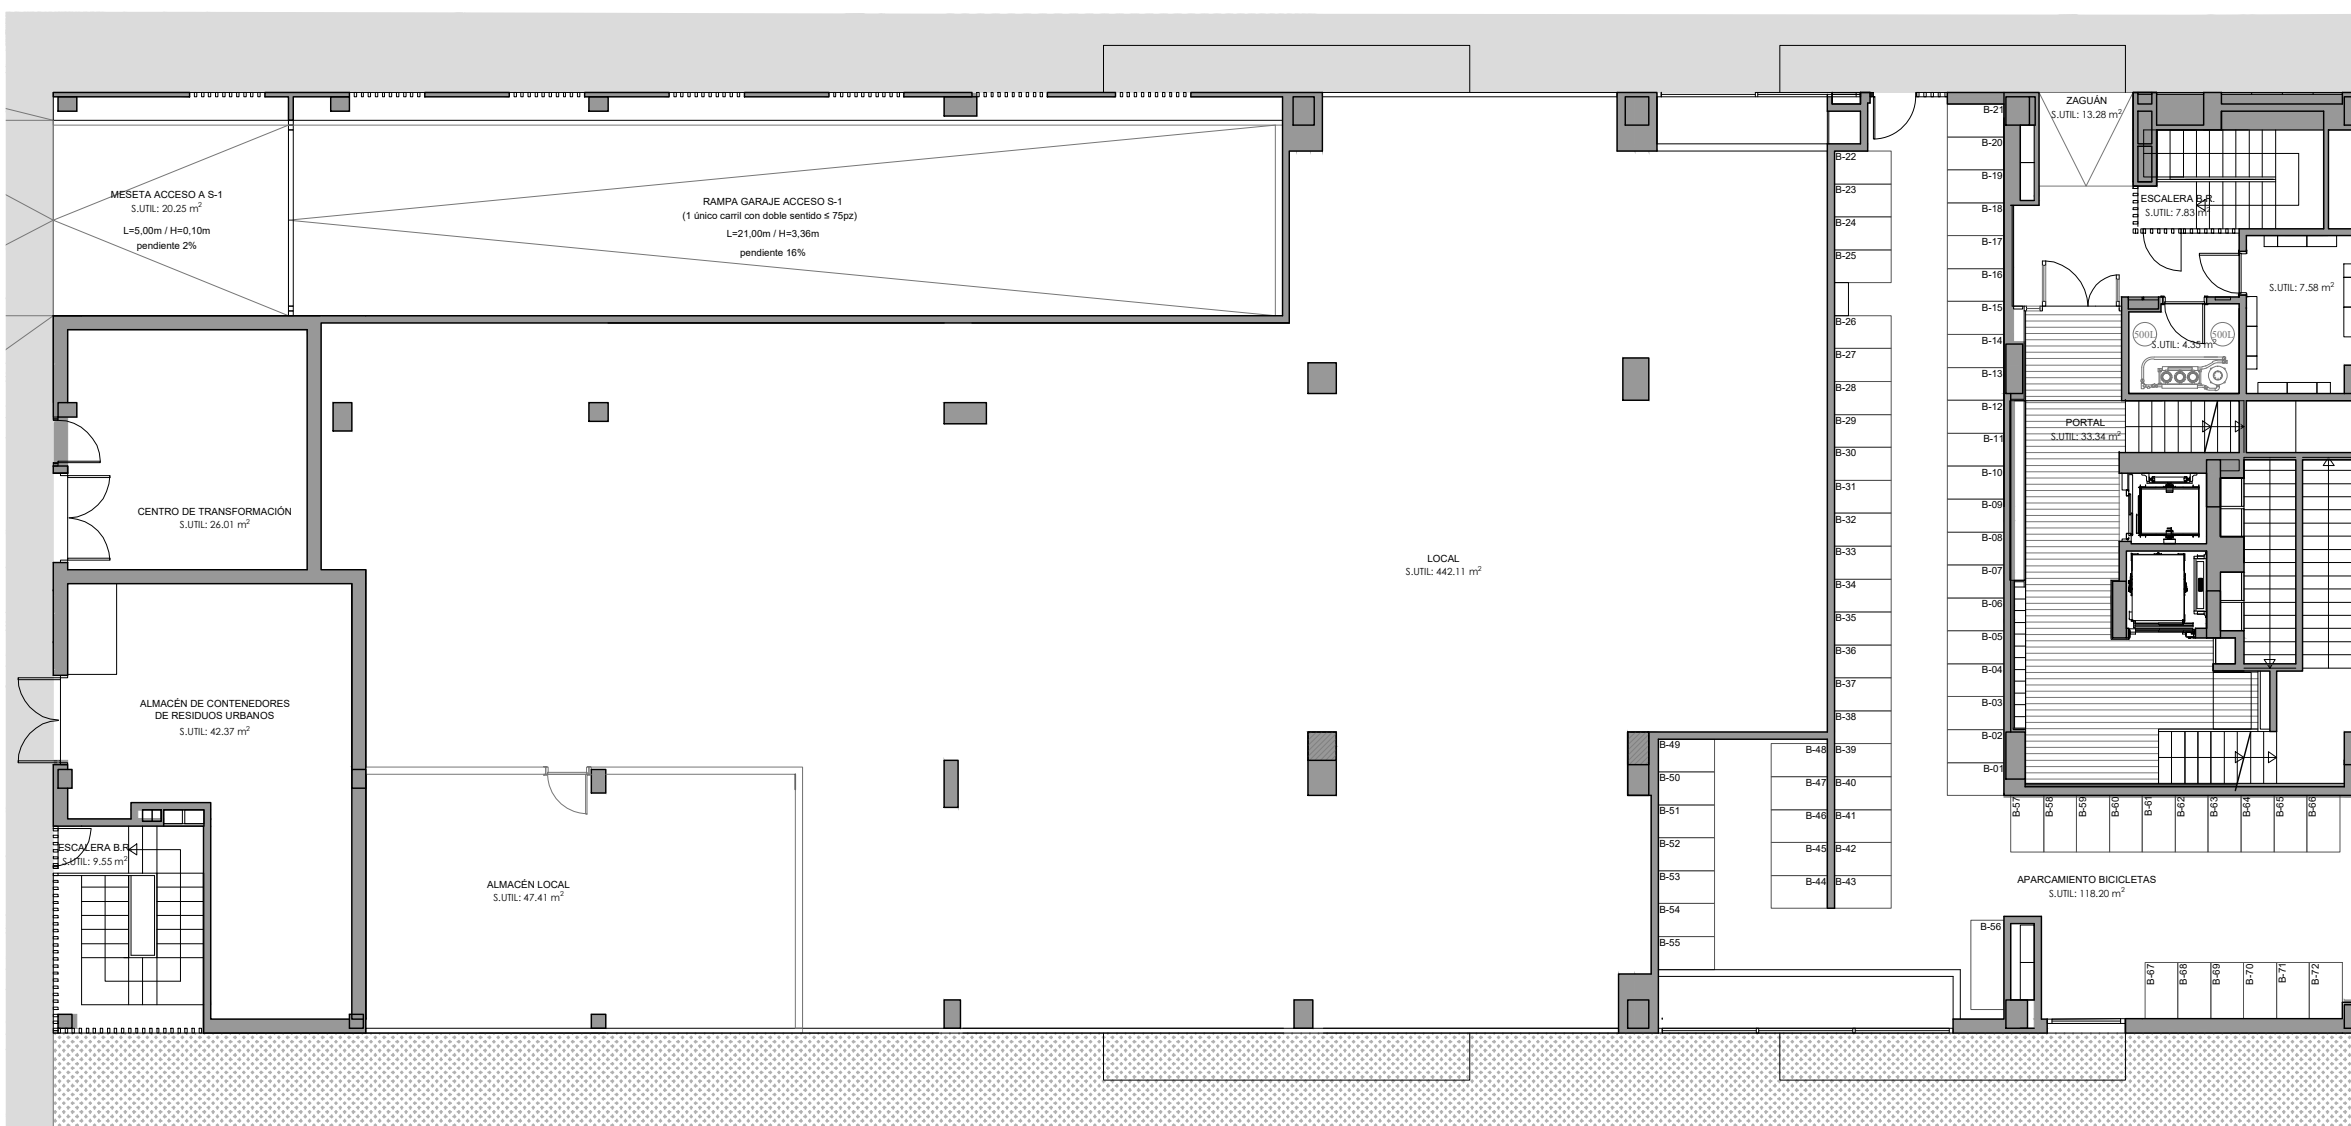 MESETA ACCESO A S-1
S.UTIL: 20.25 m²
L=5,00m / H=0,10m
pendiente 2%
RAMPA GARAJE ACCESO S-1
(1 único carril con doble sentido ≤ 75pz)
L=21,00m / H=3,36m
pendiente 16%
ZAGUÁN
S.UTIL: 13.28 m²
ESCALERA B.R.
S.UTIL: 7.83 m²
S.UTIL: 7.58 m²
500L
500L
S.UTIL: 4.35 m²
PORTAL
S.UTIL: 33.34 m²
CENTRO DE TRANSFORMACIÓN
S.UTIL: 26.01 m²
LOCAL
S.UTIL: 442.11 m²
ALMACÉN DE CONTENEDORES
DE RESIDUOS URBANOS
S.UTIL: 42.37 m²
ESCALERA B.R.
S.UTIL: 9.55 m²
ALMACÉN LOCAL
S.UTIL: 47.41 m²
APARCAMIENTO BICICLETAS
S.UTIL: 118.20 m²
B-21
B-20
B-19
B-18
B-17
B-16
B-15
B-14
B-13
B-12
B-11
B-10
B-09
B-08
B-07
B-06
B-05
B-04
B-03
B-02
B-01
B-22
B-23
B-24
B-25
B-26
B-27
B-28
B-29
B-30
B-31
B-32
B-33
B-34
B-35
B-36
B-37
B-38
B-39
B-40
B-41
B-42
B-43
B-48
B-47
B-46
B-45
B-44
B-49
B-50
B-51
B-52
B-53
B-54
B-55
B-56
B-57
B-58
B-59
B-60
B-61
B-62
B-63
B-64
B-65
B-66
B-67
B-68
B-69
B-70
B-71
B-72